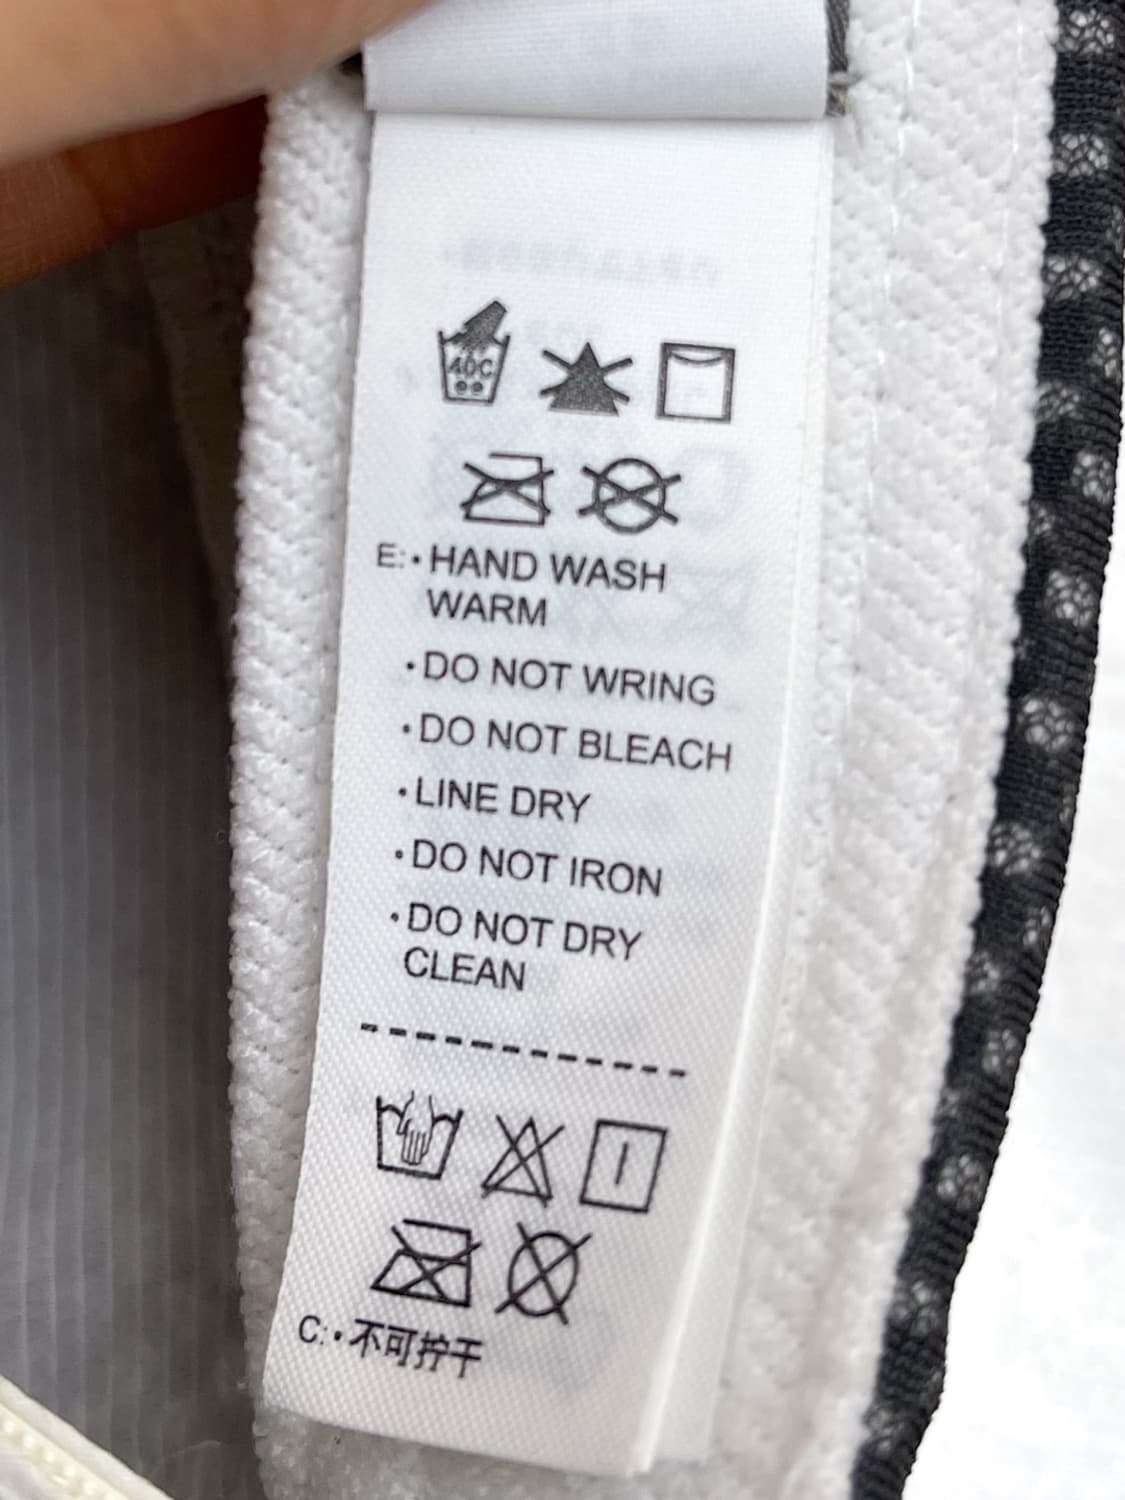 40C
E:•HAND WASH
WARM
•DO NOT WRING
•DO NOT BLEACH
•LINE DRY
•DO NOT IRON
•DO NOT DRY
CLEAN
C:•不可拧干